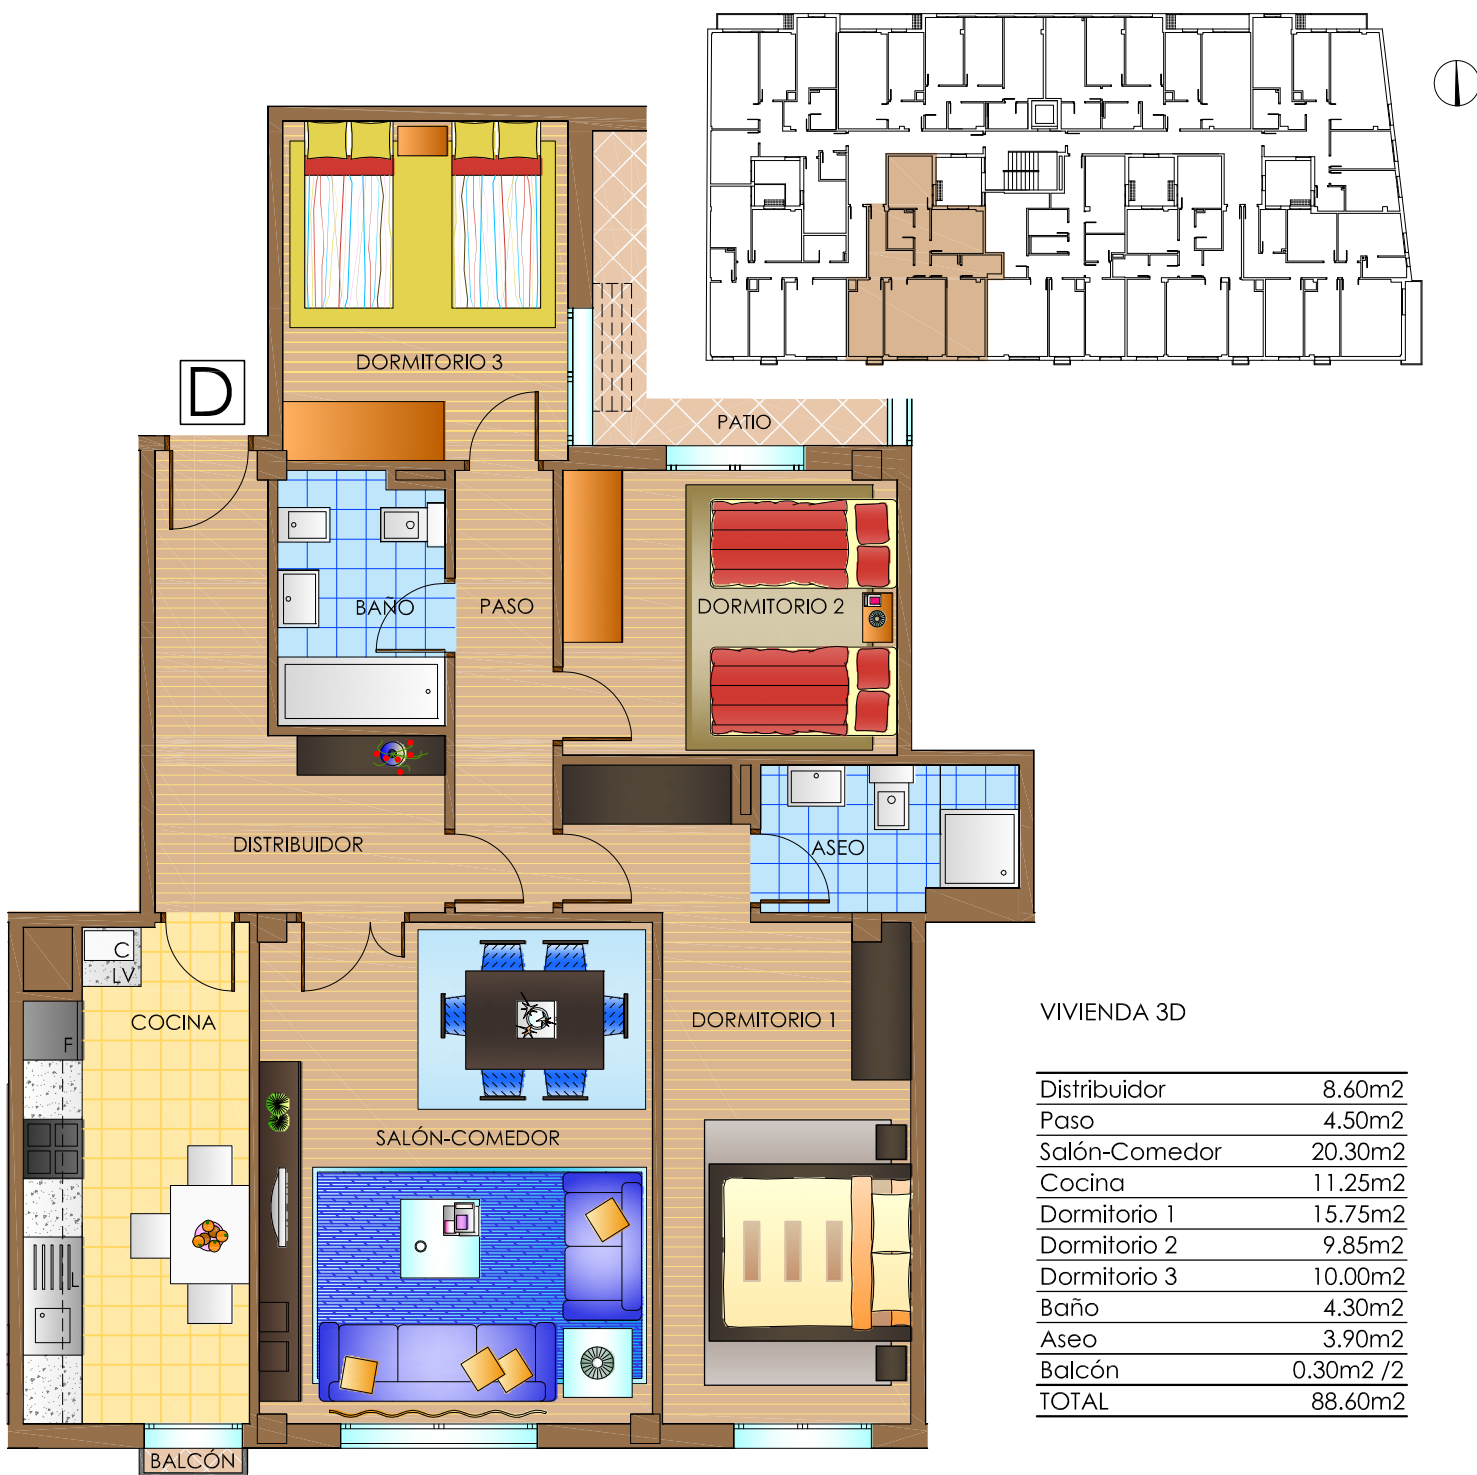 DORMITORIO 3
D
PATIO
BAÑO
PASO
DORMITORIO 2
DISTRIBUIDOR
ASEO
C
LV
COCINA
F
DORMITORIO 1
SALÓN-COMEDOR
L
BALCÓN
VIVIENDA 3D
Distribuidor 8.60m2
Paso 4.50m2
Salón-Comedor 20.30m2
Cocina 11.25m2
Dormitorio 1 15.75m2
Dormitorio 2 9.85m2
Dormitorio 3 10.00m2
Baño 4.30m2
Aseo 3.90m2
Balcón 0.30m2 /2
TOTAL 88.60m2